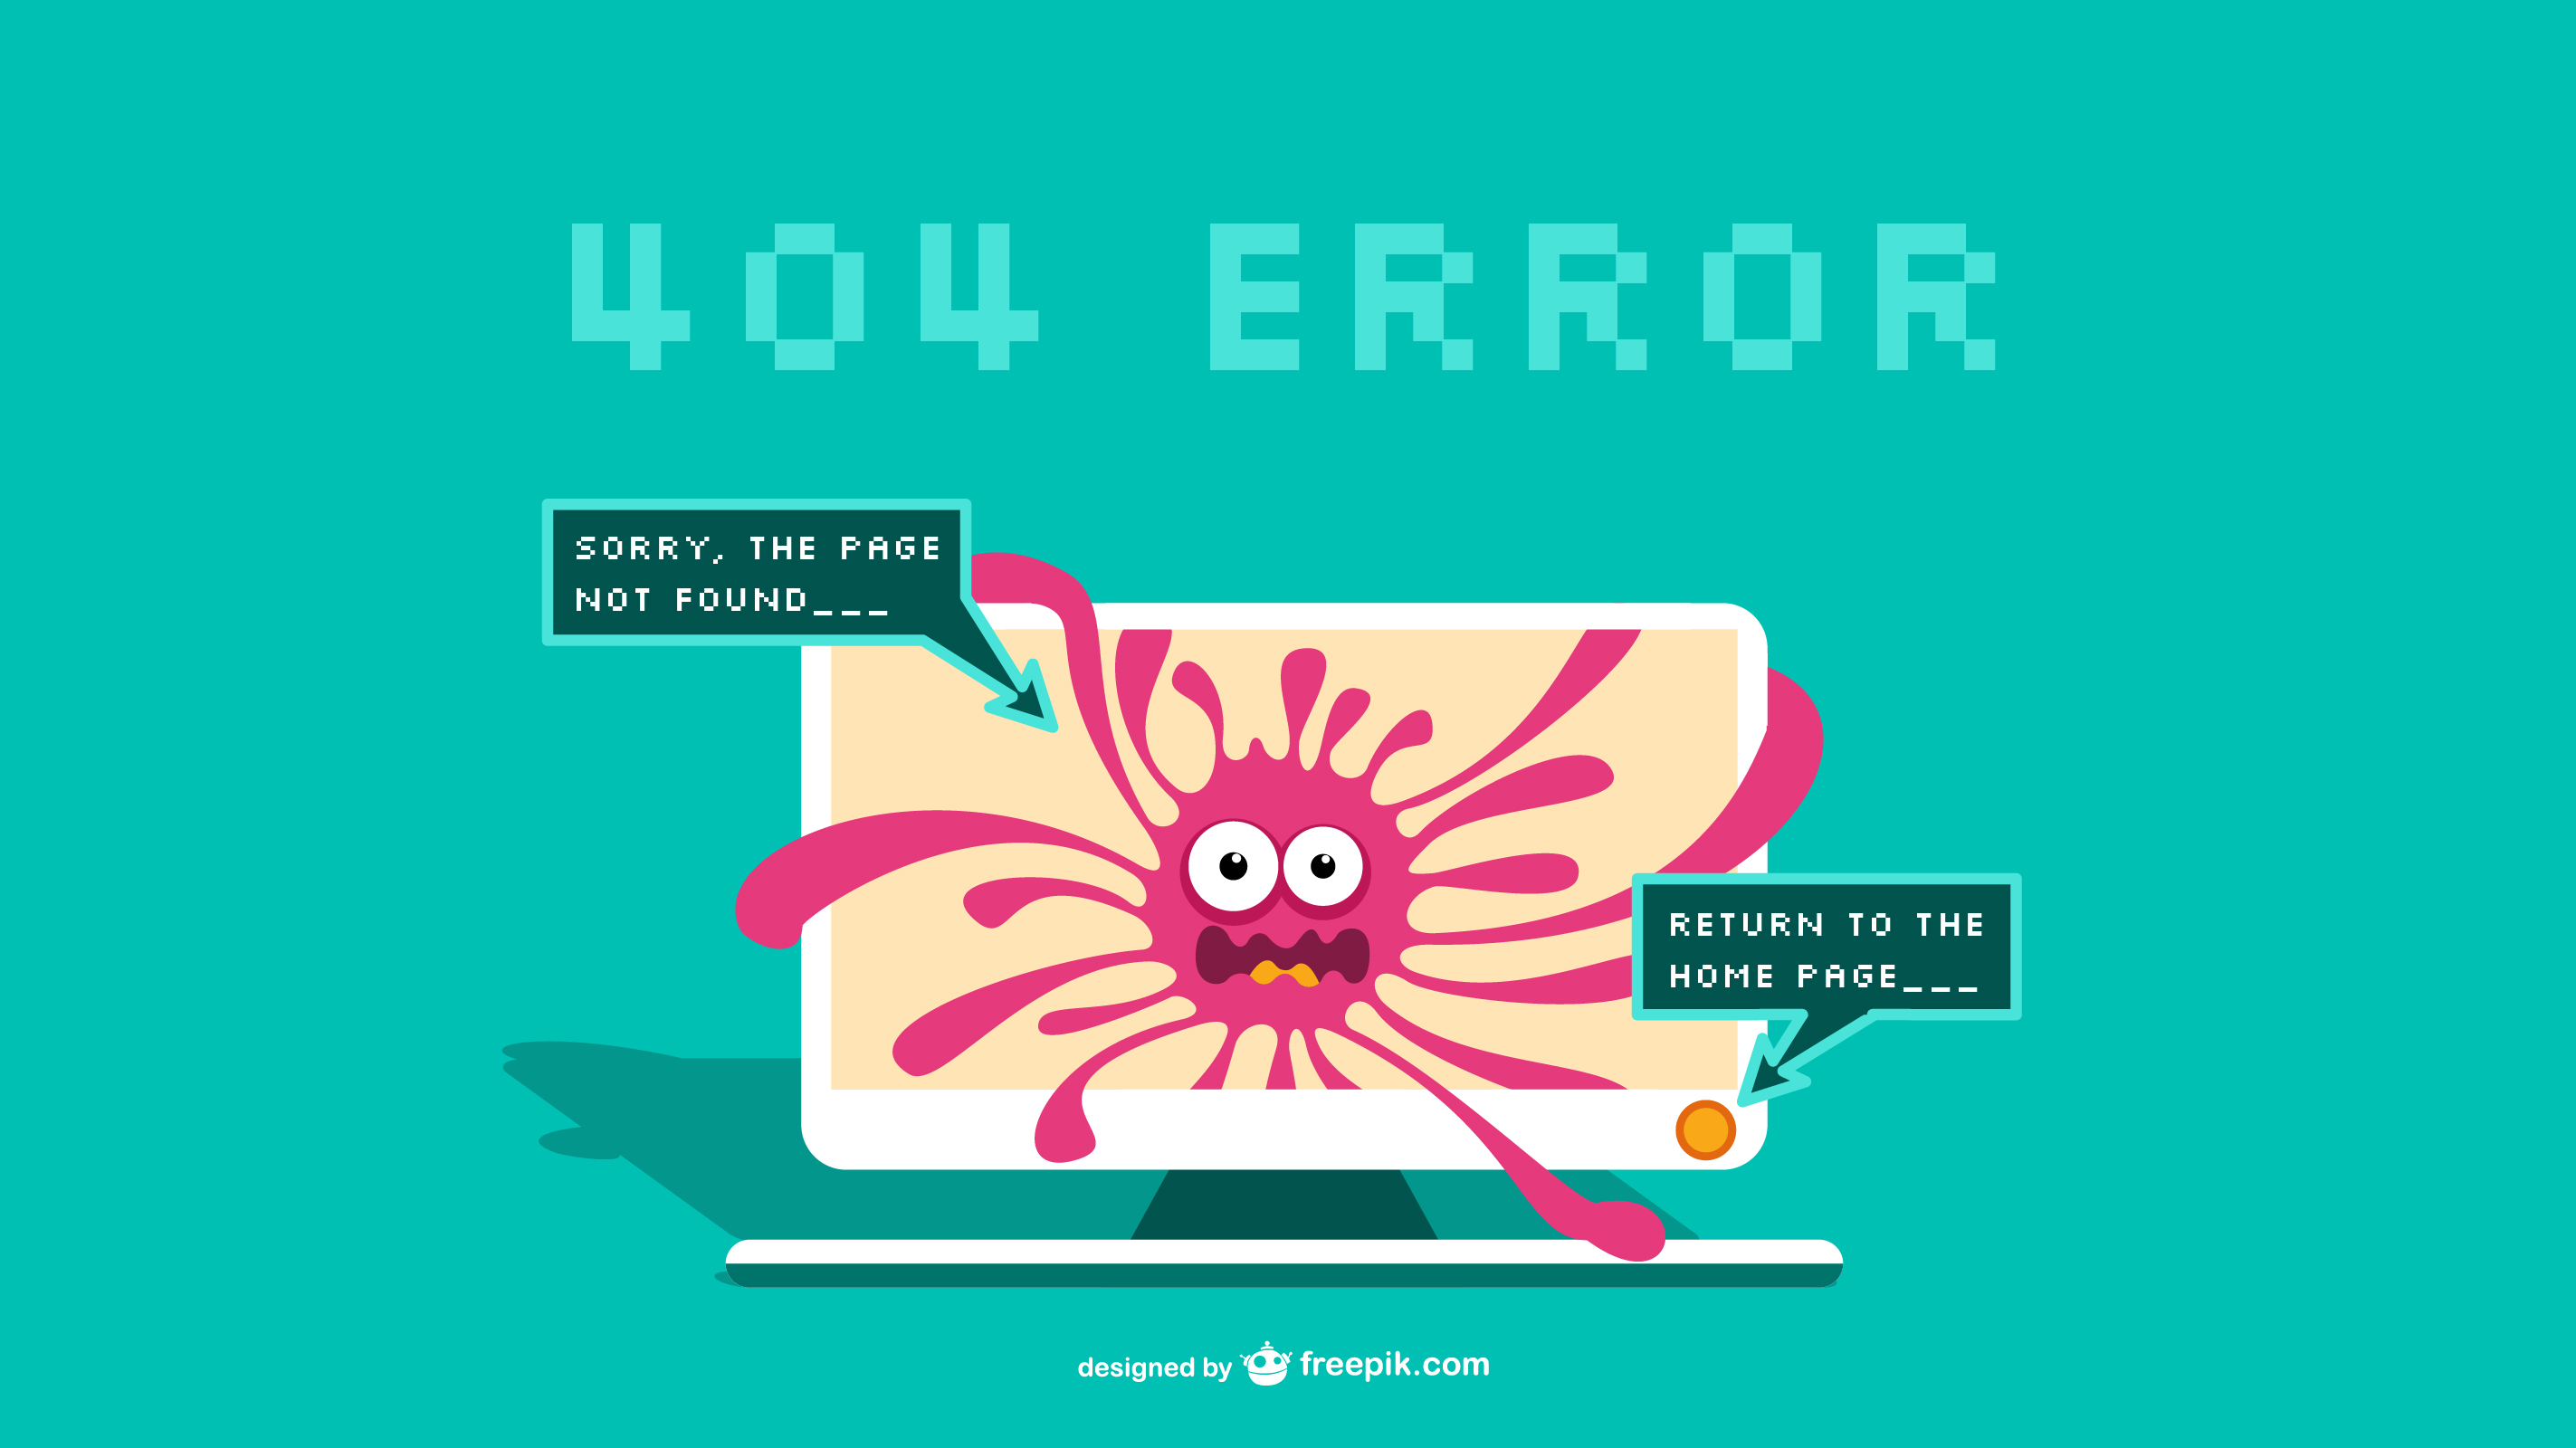 404 ERROR
SORRY, THE PAGE
NOT FOUND___
RETURN TO THE
HOME PAGE___
designed by freepik.com